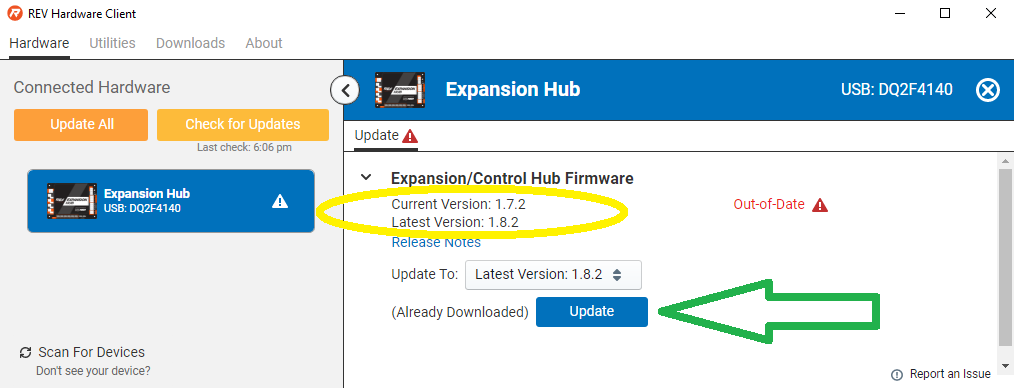 REV Hardware Client
Hardware Utilities Downloads About
Connected Hardware
Update All Check for Updates
Last check: 6:06 pm
Expansion Hub
USB: DQ2F4140
Scan For Devices
Don't see your device?
Expansion Hub USB: DQ2F4140
Update
Expansion/Control Hub Firmware
Current Version: 1.7.2
Out-of-Date
Latest Version: 1.8.2
Release Notes
Update To: Latest Version: 1.8.2
(Already Downloaded) Update
Report an Issue